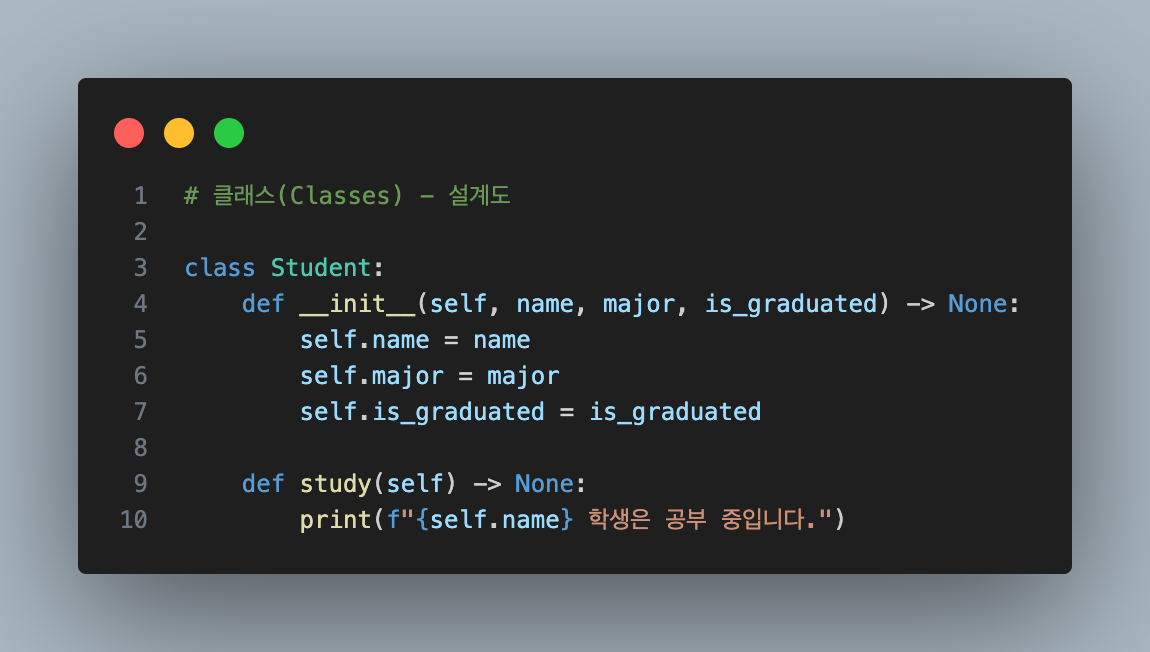 1 # 클래스(Classes) - 설계도
2
3 class Student:
4     def __init__(self, name, major, is_graduated) -> None:
5         self.name = name
6         self.major = major
7         self.is_graduated = is_graduated
8
9     def study(self) -> None:
10         print(f"{self.name} 학생은 공부 중입니다.")